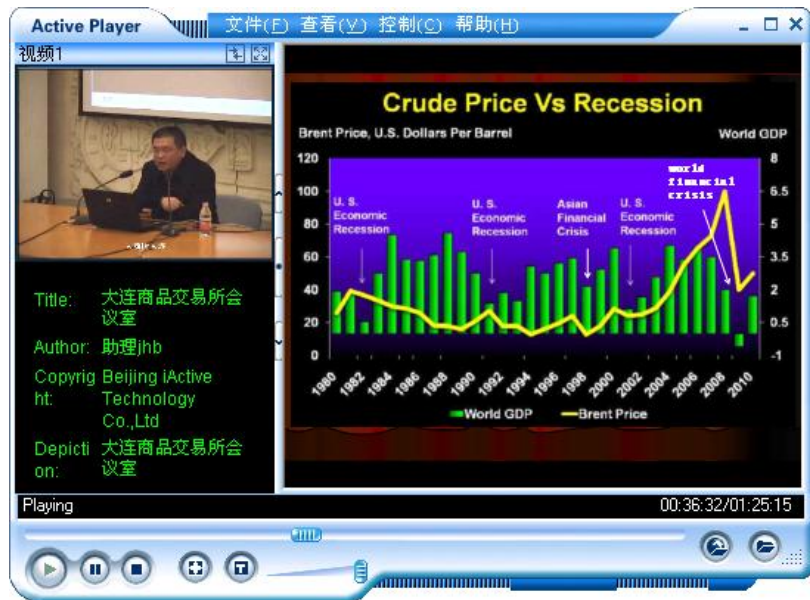 Active Player 文件(F) 查看(V) 控制(C) 帮助(H)
视频1
Title: 大连商品交易所会
议室
Author: 助理jhb
Copyrig Beijing iActive
ht: Technology
Co.,Ltd
Depicti 大连商品交易所会
on: 议室
Crude Price Vs Recession
Brent Price, U.S. Dollars Per Barrel World GDP
120 8
100 6.5
80 5
60 3.5
40 2
20 0.5
0 -1
world
financial
crisis
U. S.
Economic
Recession
U. S.
Economic
Recession
Asian
Financial
Crisis
U. S.
Economic
Recession
1980 1982 1984 1986 1988 1990 1992 1994 1996 1998 2000 2002 2004 2006 2008 2010
World GDP Brent Price
Playing 00:36:32/01:25:15